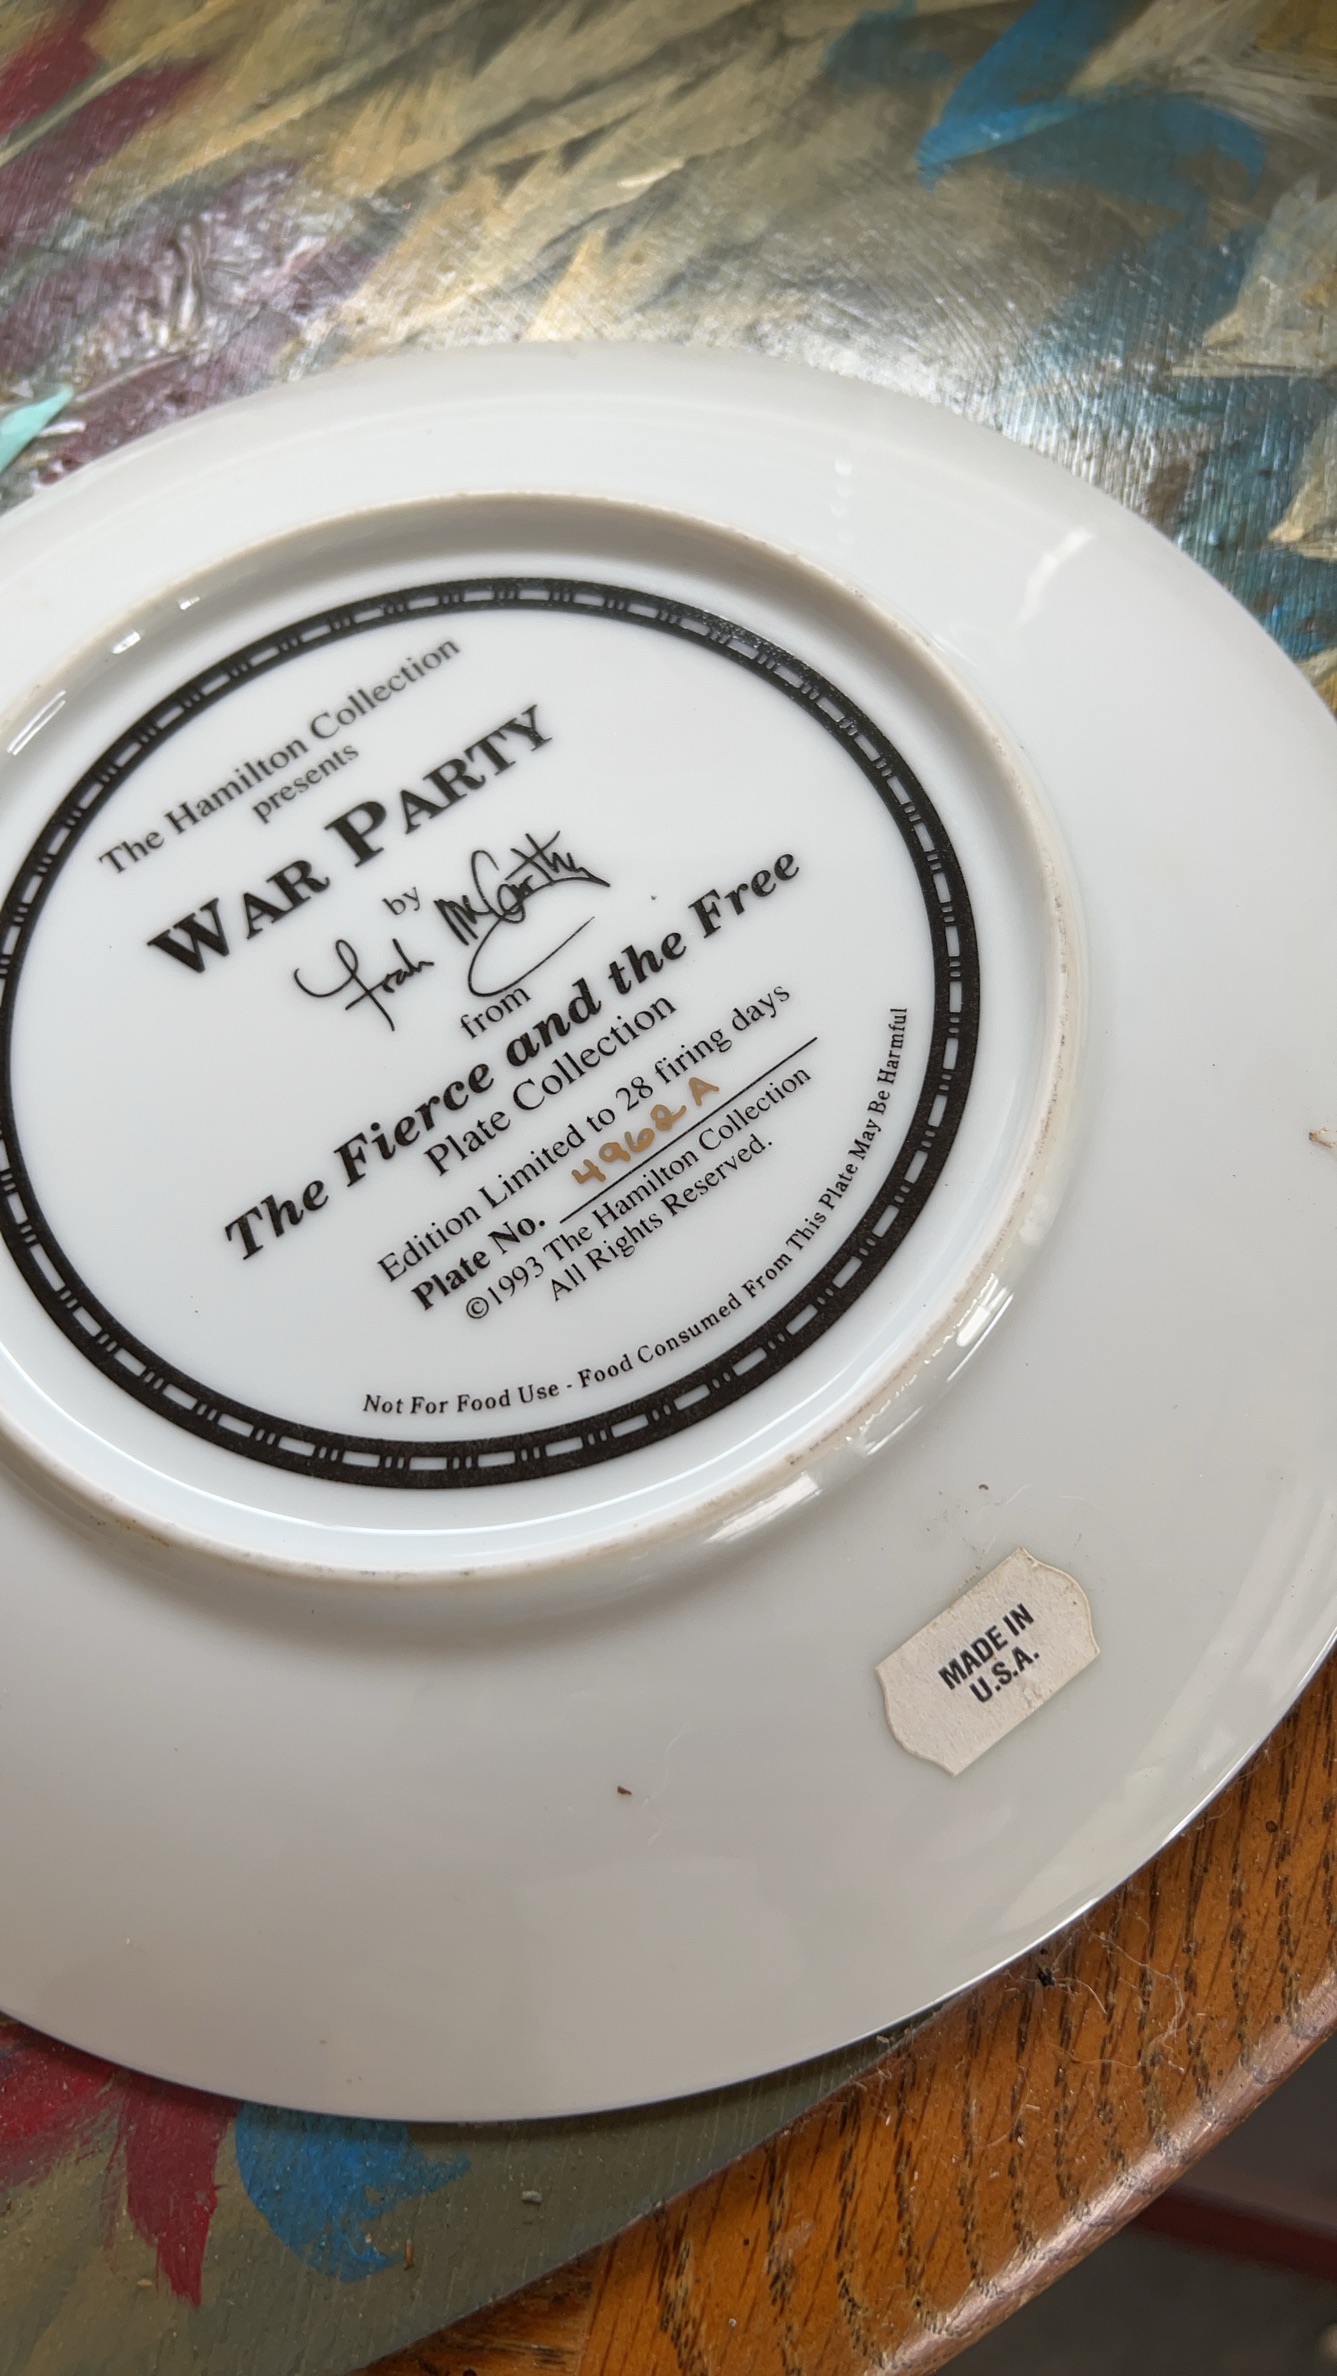 The Hamilton Collection
presents
WAR PARTY
by
Frank McCarthy
from
The Fierce and the Free
Plate Collection
Edition Limited to 28 firing days
Plate No. 4962 A
©1993 The Hamilton Collection
All Rights Reserved.
Not For Food Use - Food Consumed From This Plate May Be Harmful
MADE IN
U.S.A.